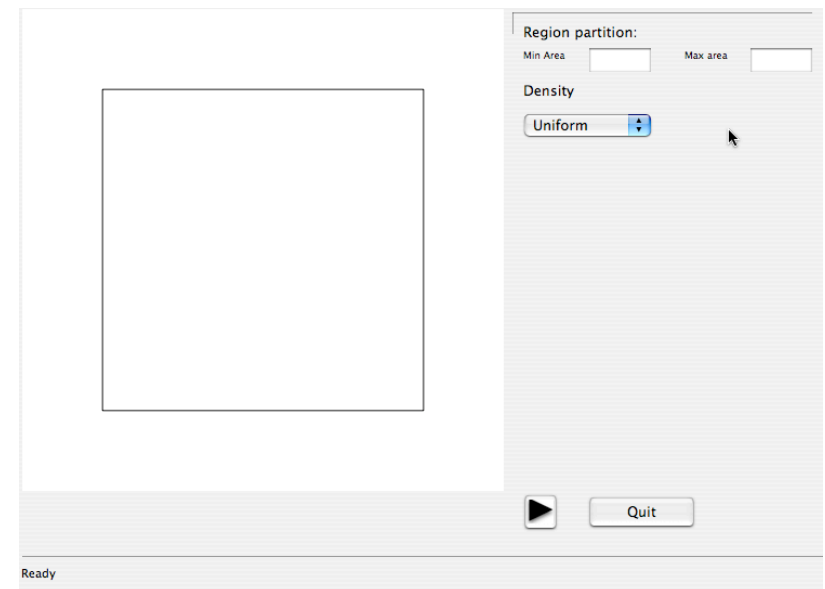 Region partition:
Min Area Max area
Density
Uniform
Quit
Ready